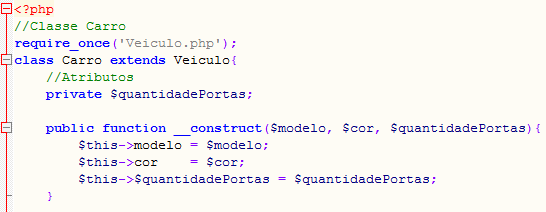 <?php
//Classe Carro
require_once('Veiculo.php');
class Carro extends Veiculo{
    //Atributos
    private $quantidadePortas;

    public function __construct($modelo, $cor, $quantidadePortas){
        $this->modelo = $modelo;
        $this->cor    = $cor;
        $this->$quantidadePortas = $quantidadePortas;
    }